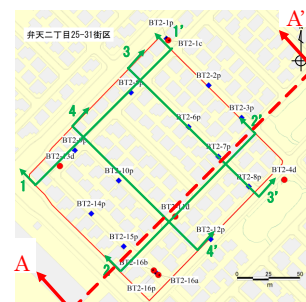 弁天二丁目25-31街区
BT2-1p
1'
A'
BT2-1c
3
BT2-2p
4
BT2-3p
2'
BT2-6p
BT2-7p
BT2-4d
BT2-10p
BT2-8p
1
3'
BT2-14p
BT2-12p
4'
BT2-15p
A
2
BT2-16b
BT2-16a
BT2-16p
0
25
50
m